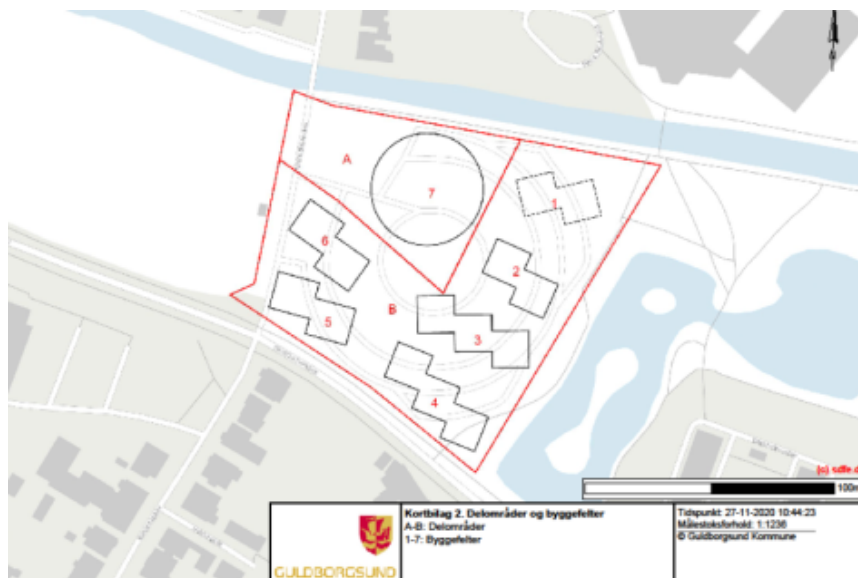 A
7
1
6
2
B
5
3
4
(c) sdfe.d
100m
Kortbilag 2. Delområder og byggefelter
A-B: Delområder
1-7: Byggefelter
Tidspunkt: 27-11-2020 10:44:23
Målestoksforhold: 1:1236
© Guldborgsund Kommune
GULDBORGSUND